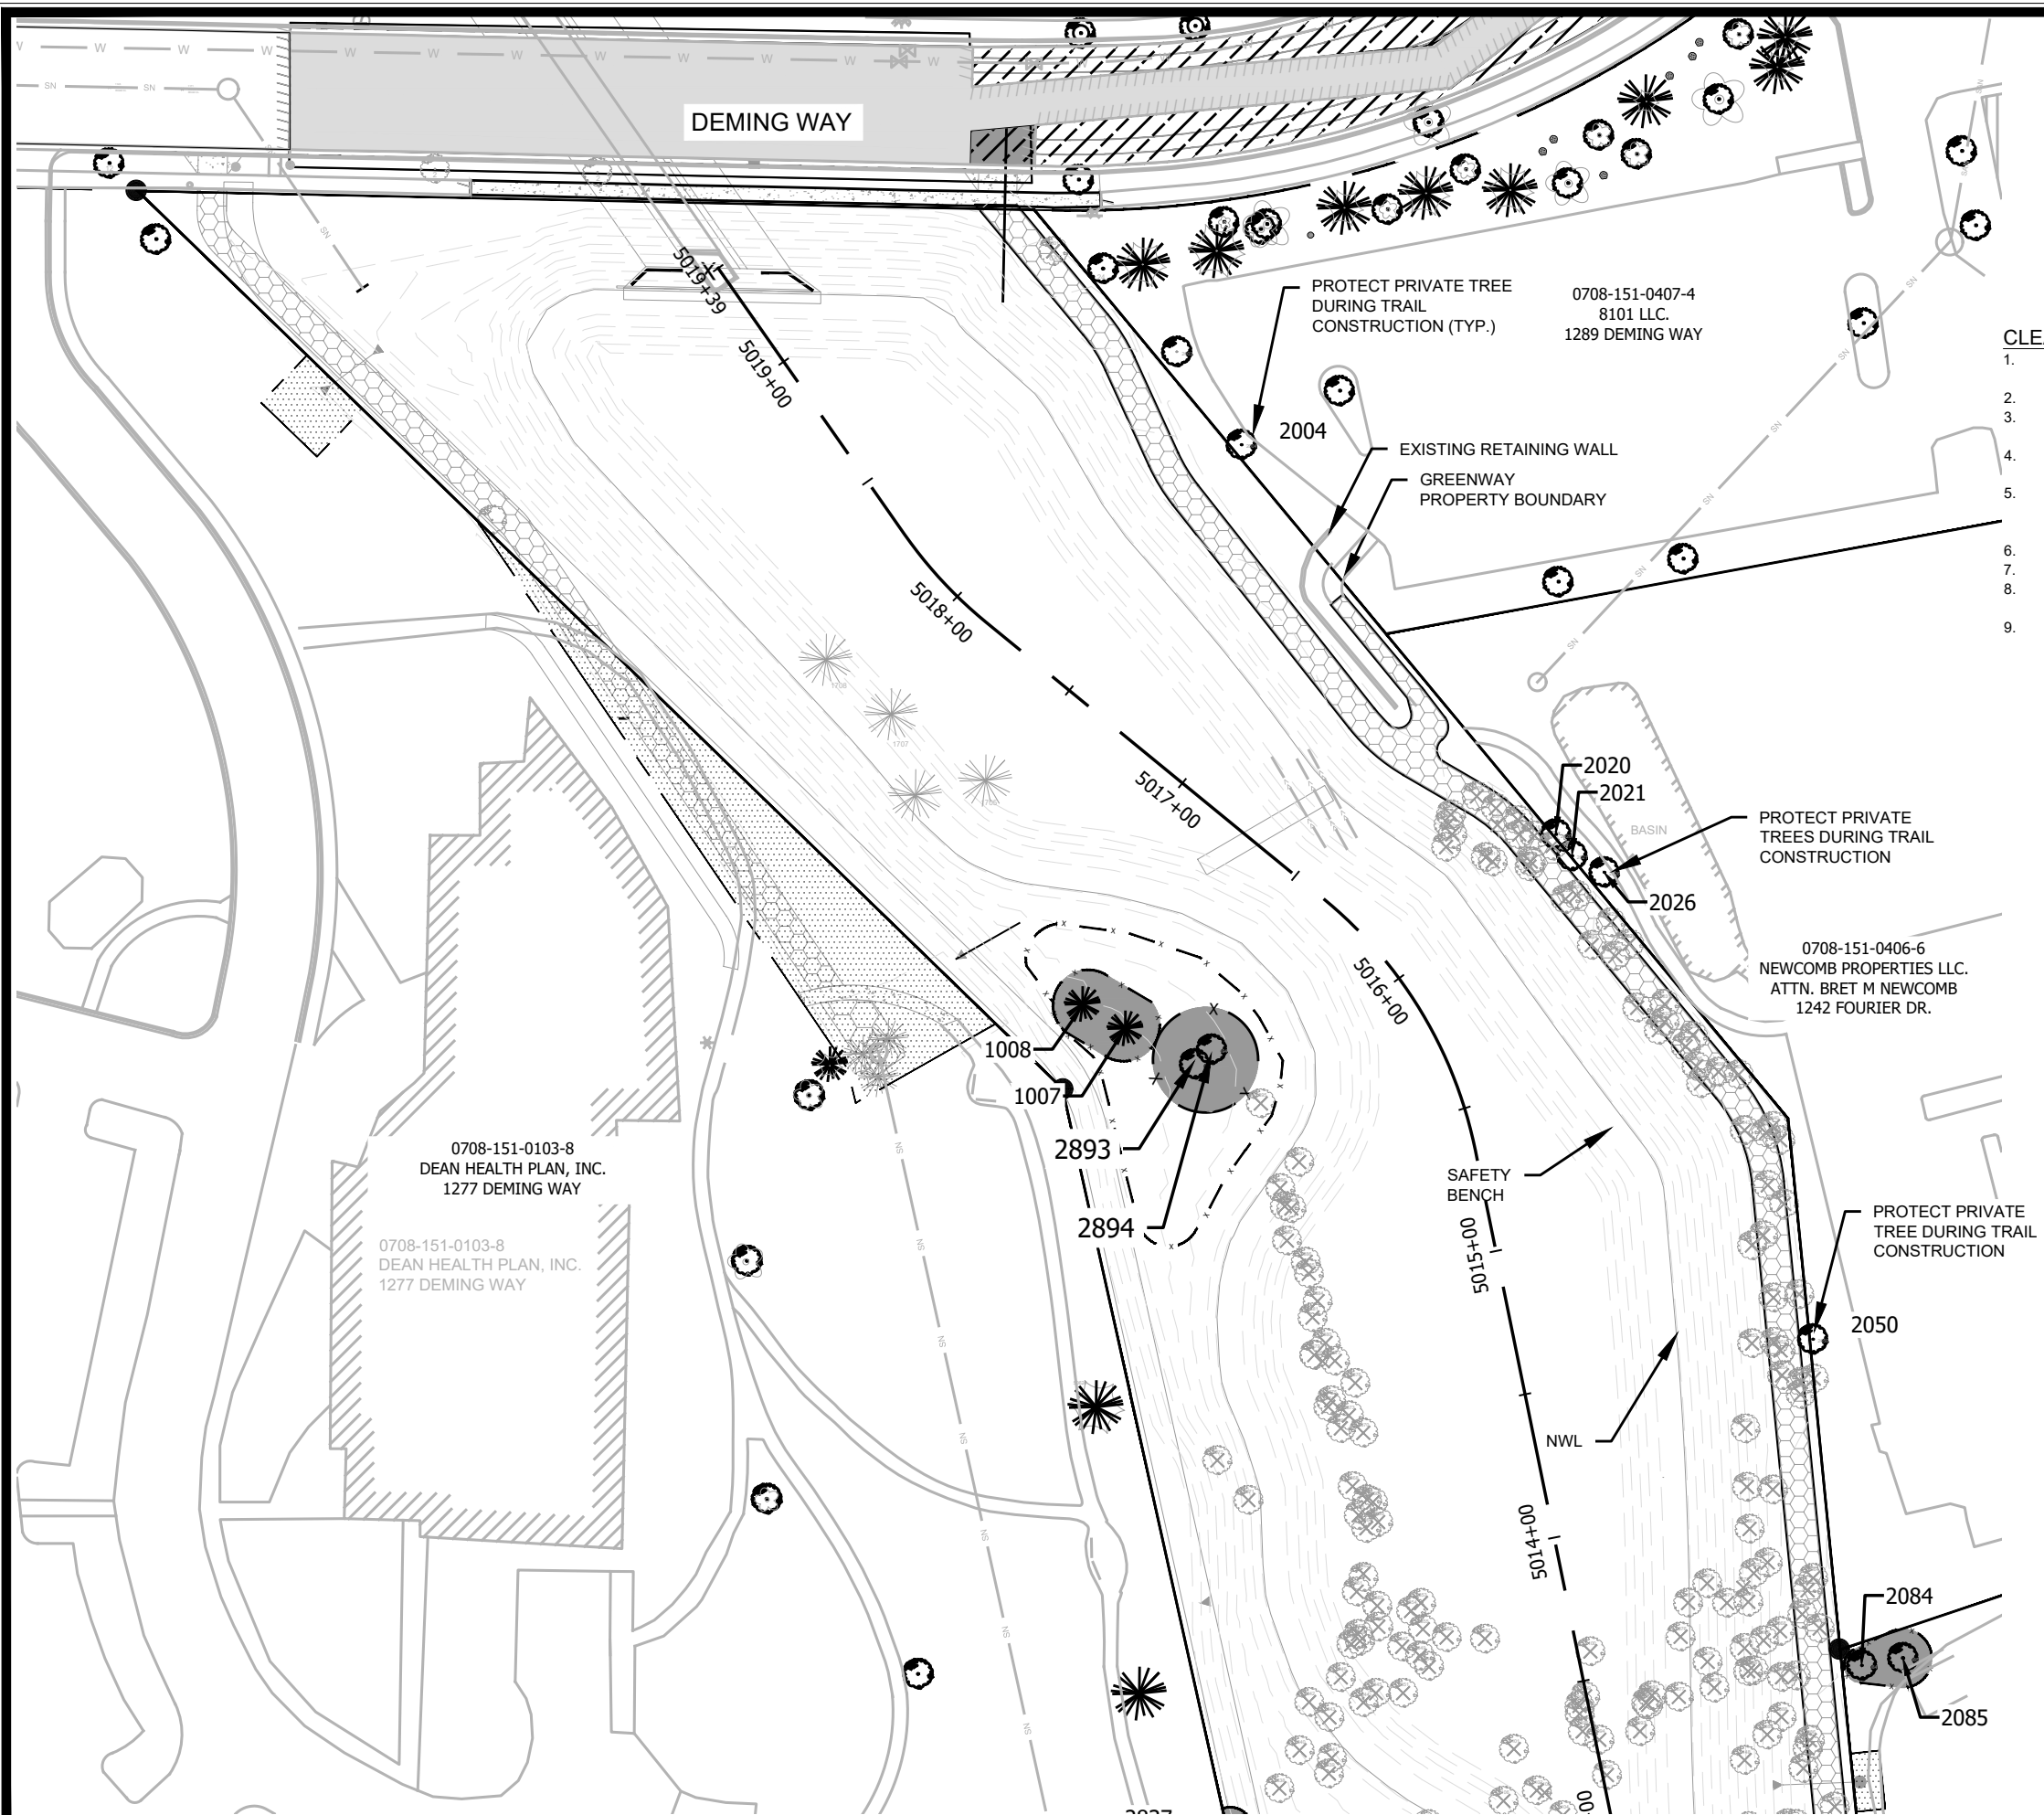 DEMING WAY
5019+39
5019+00
PROTECT PRIVATE TREE
DURING TRAIL
CONSTRUCTION (TYP.)
0708-151-0407-4
8101 LLC.
1289 DEMING WAY
1.
2.
3.
4.
5.
6.
7.
8.
9.
2004
EXISTING RETAINING WALL
GREENWAY
PROPERTY BOUNDARY
5018+00
1708
1707
5017+00
2020
2021
BASIN
PROTECT PRIVATE
TREES DURING TRAIL
CONSTRUCTION
2026
0708-151-0406-6
NEWCOMB PROPERTIES LLC.
ATTN. BRET M NEWCOMB
1242 FOURIER DR.
5016+00
1008
1007
2893
2894
0708-151-0103-8
DEAN HEALTH PLAN, INC.
1277 DEMING WAY
0708-151-0103-8
DEAN HEALTH PLAN, INC.
1277 DEMING WAY
SAFETY
BENCH
5015+00
PROTECT PRIVATE
TREE DURING TRAIL
CONSTRUCTION
2050
NWL
5014+00
2084
2085